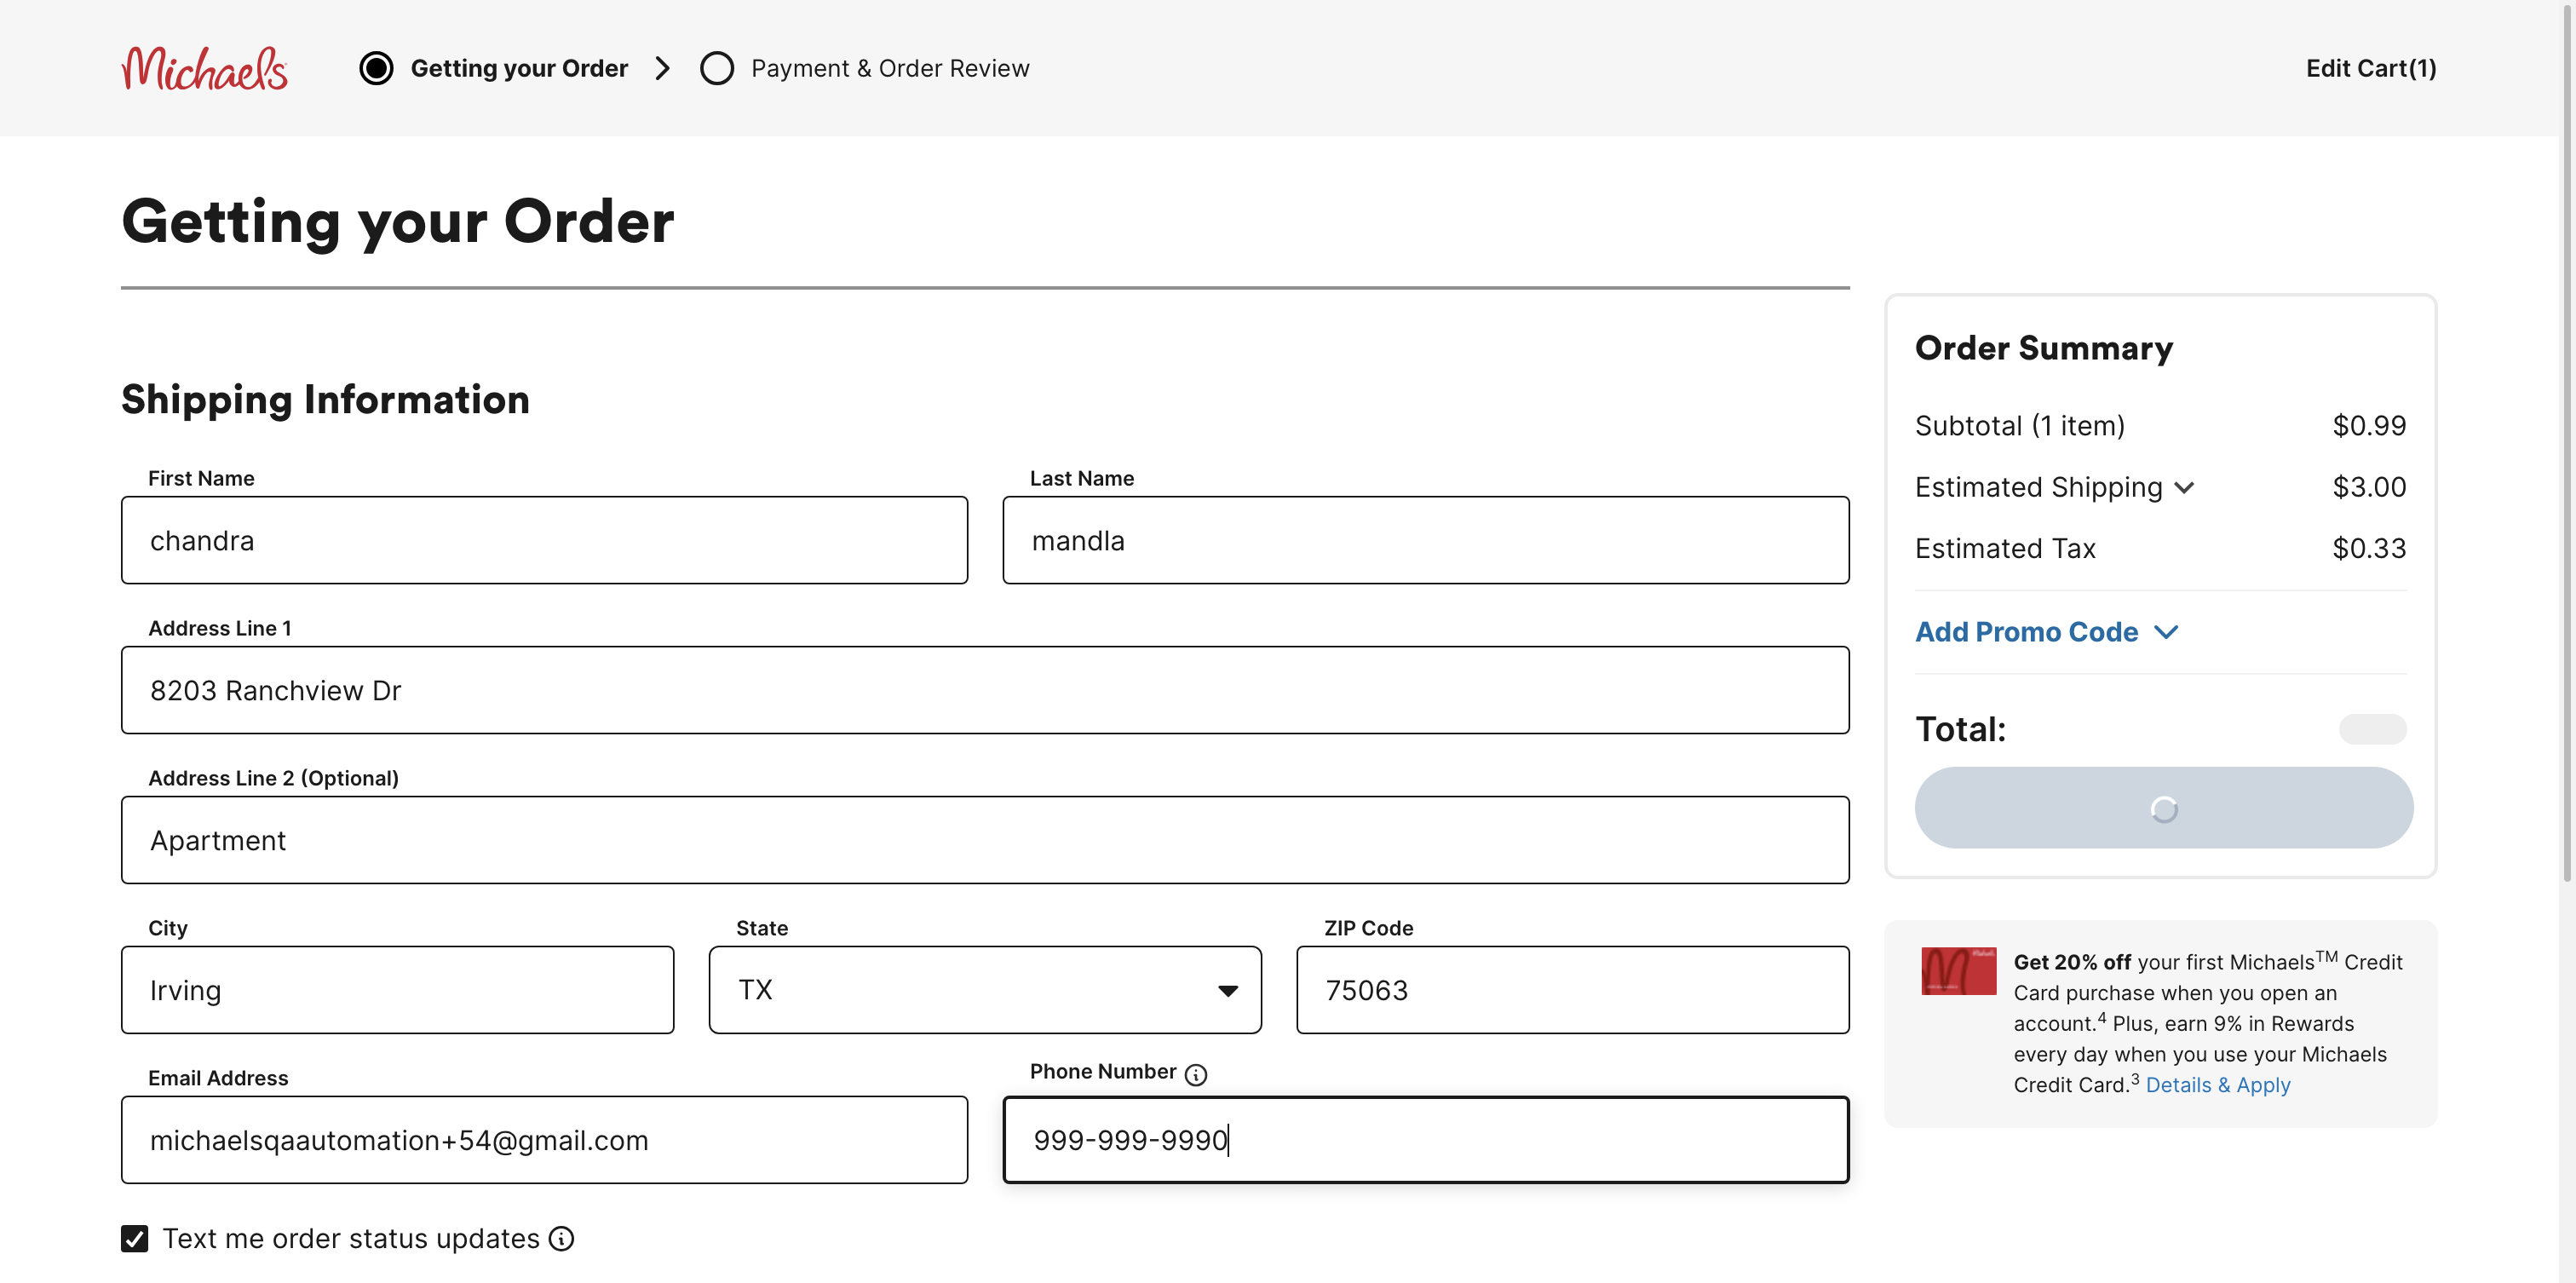 Michaels
Getting your Order
Payment & Order Review
Edit Cart(1)
Getting your Order
Shipping Information
First Name
Last Name
chandra
mandla
Address Line 1
8203 Ranchview Dr
Address Line 2 (Optional)
Apartment
City
State
ZIP Code
Irving
TX
75063
Email Address
Phone Number
michaelsqaautomation+54@gmail.com
999-999-9990
Text me order status updates
Order Summary
Subtotal (1 item) $0.99
Estimated Shipping $3.00
Estimated Tax $0.33
Add Promo Code
Total:
Get 20% off your first Michaels™ Credit
Card purchase when you open an
account.⁴ Plus, earn 9% in Rewards
every day when you use your Michaels
Credit Card.³ Details & Apply